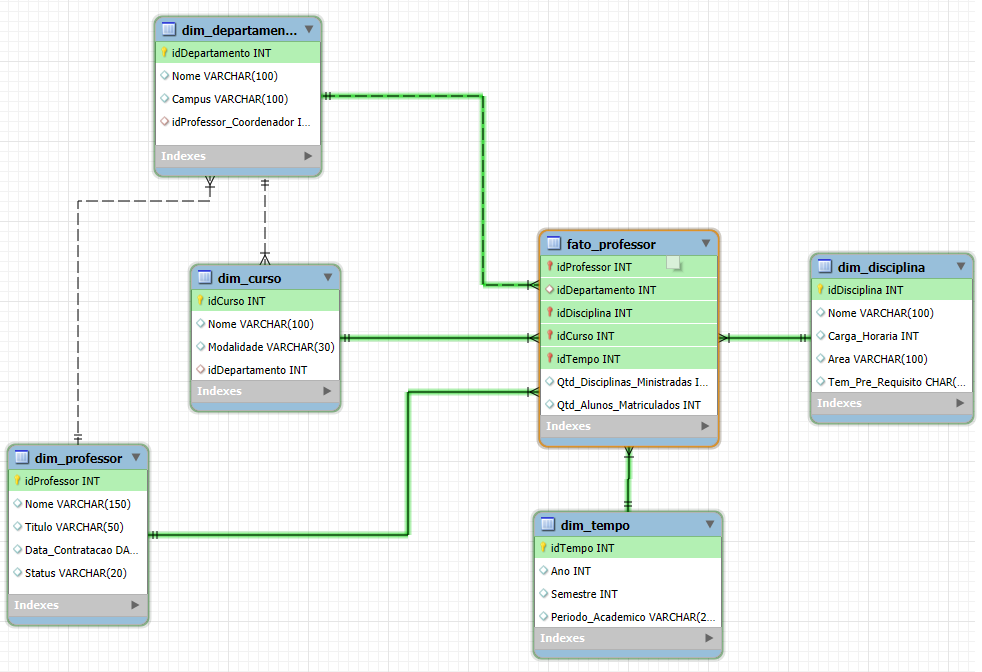 dim_departamen...
idDepartamento INT
Nome VARCHAR(100)
Campus VARCHAR(100)
idProfessor_Coordenador I...
Indexes
dim_curso
idCurso INT
Nome VARCHAR(100)
Modalidade VARCHAR(30)
idDepartamento INT
Indexes
dim_professor
idProfessor INT
Nome VARCHAR(150)
Titulo VARCHAR(50)
Data_Contratacao DA...
Status VARCHAR(20)
Indexes
fato_professor
idProfessor INT
idDepartamento INT
idDisciplina INT
idCurso INT
idTempo INT
Qtd_Disciplinas_Ministradas I...
Qtd_Alunos_Matriculados INT
Indexes
dim_disciplina
idDisciplina INT
Nome VARCHAR(100)
Carga_Horaria INT
Area VARCHAR(100)
Tem_Pre_Requisito CHAR(...
Indexes
dim_tempo
idTempo INT
Ano INT
Semestre INT
Periodo_Academico VARCHAR(2...
Indexes